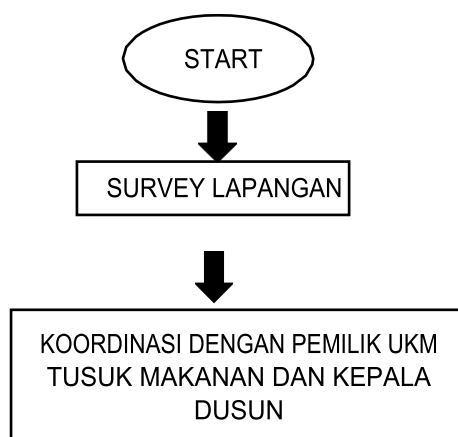 START
SURVEY LAPANGAN
KOORDINASI DENGAN PEMILIK UKM
TUSUK MAKANAN DAN KEPALA
DUSUN